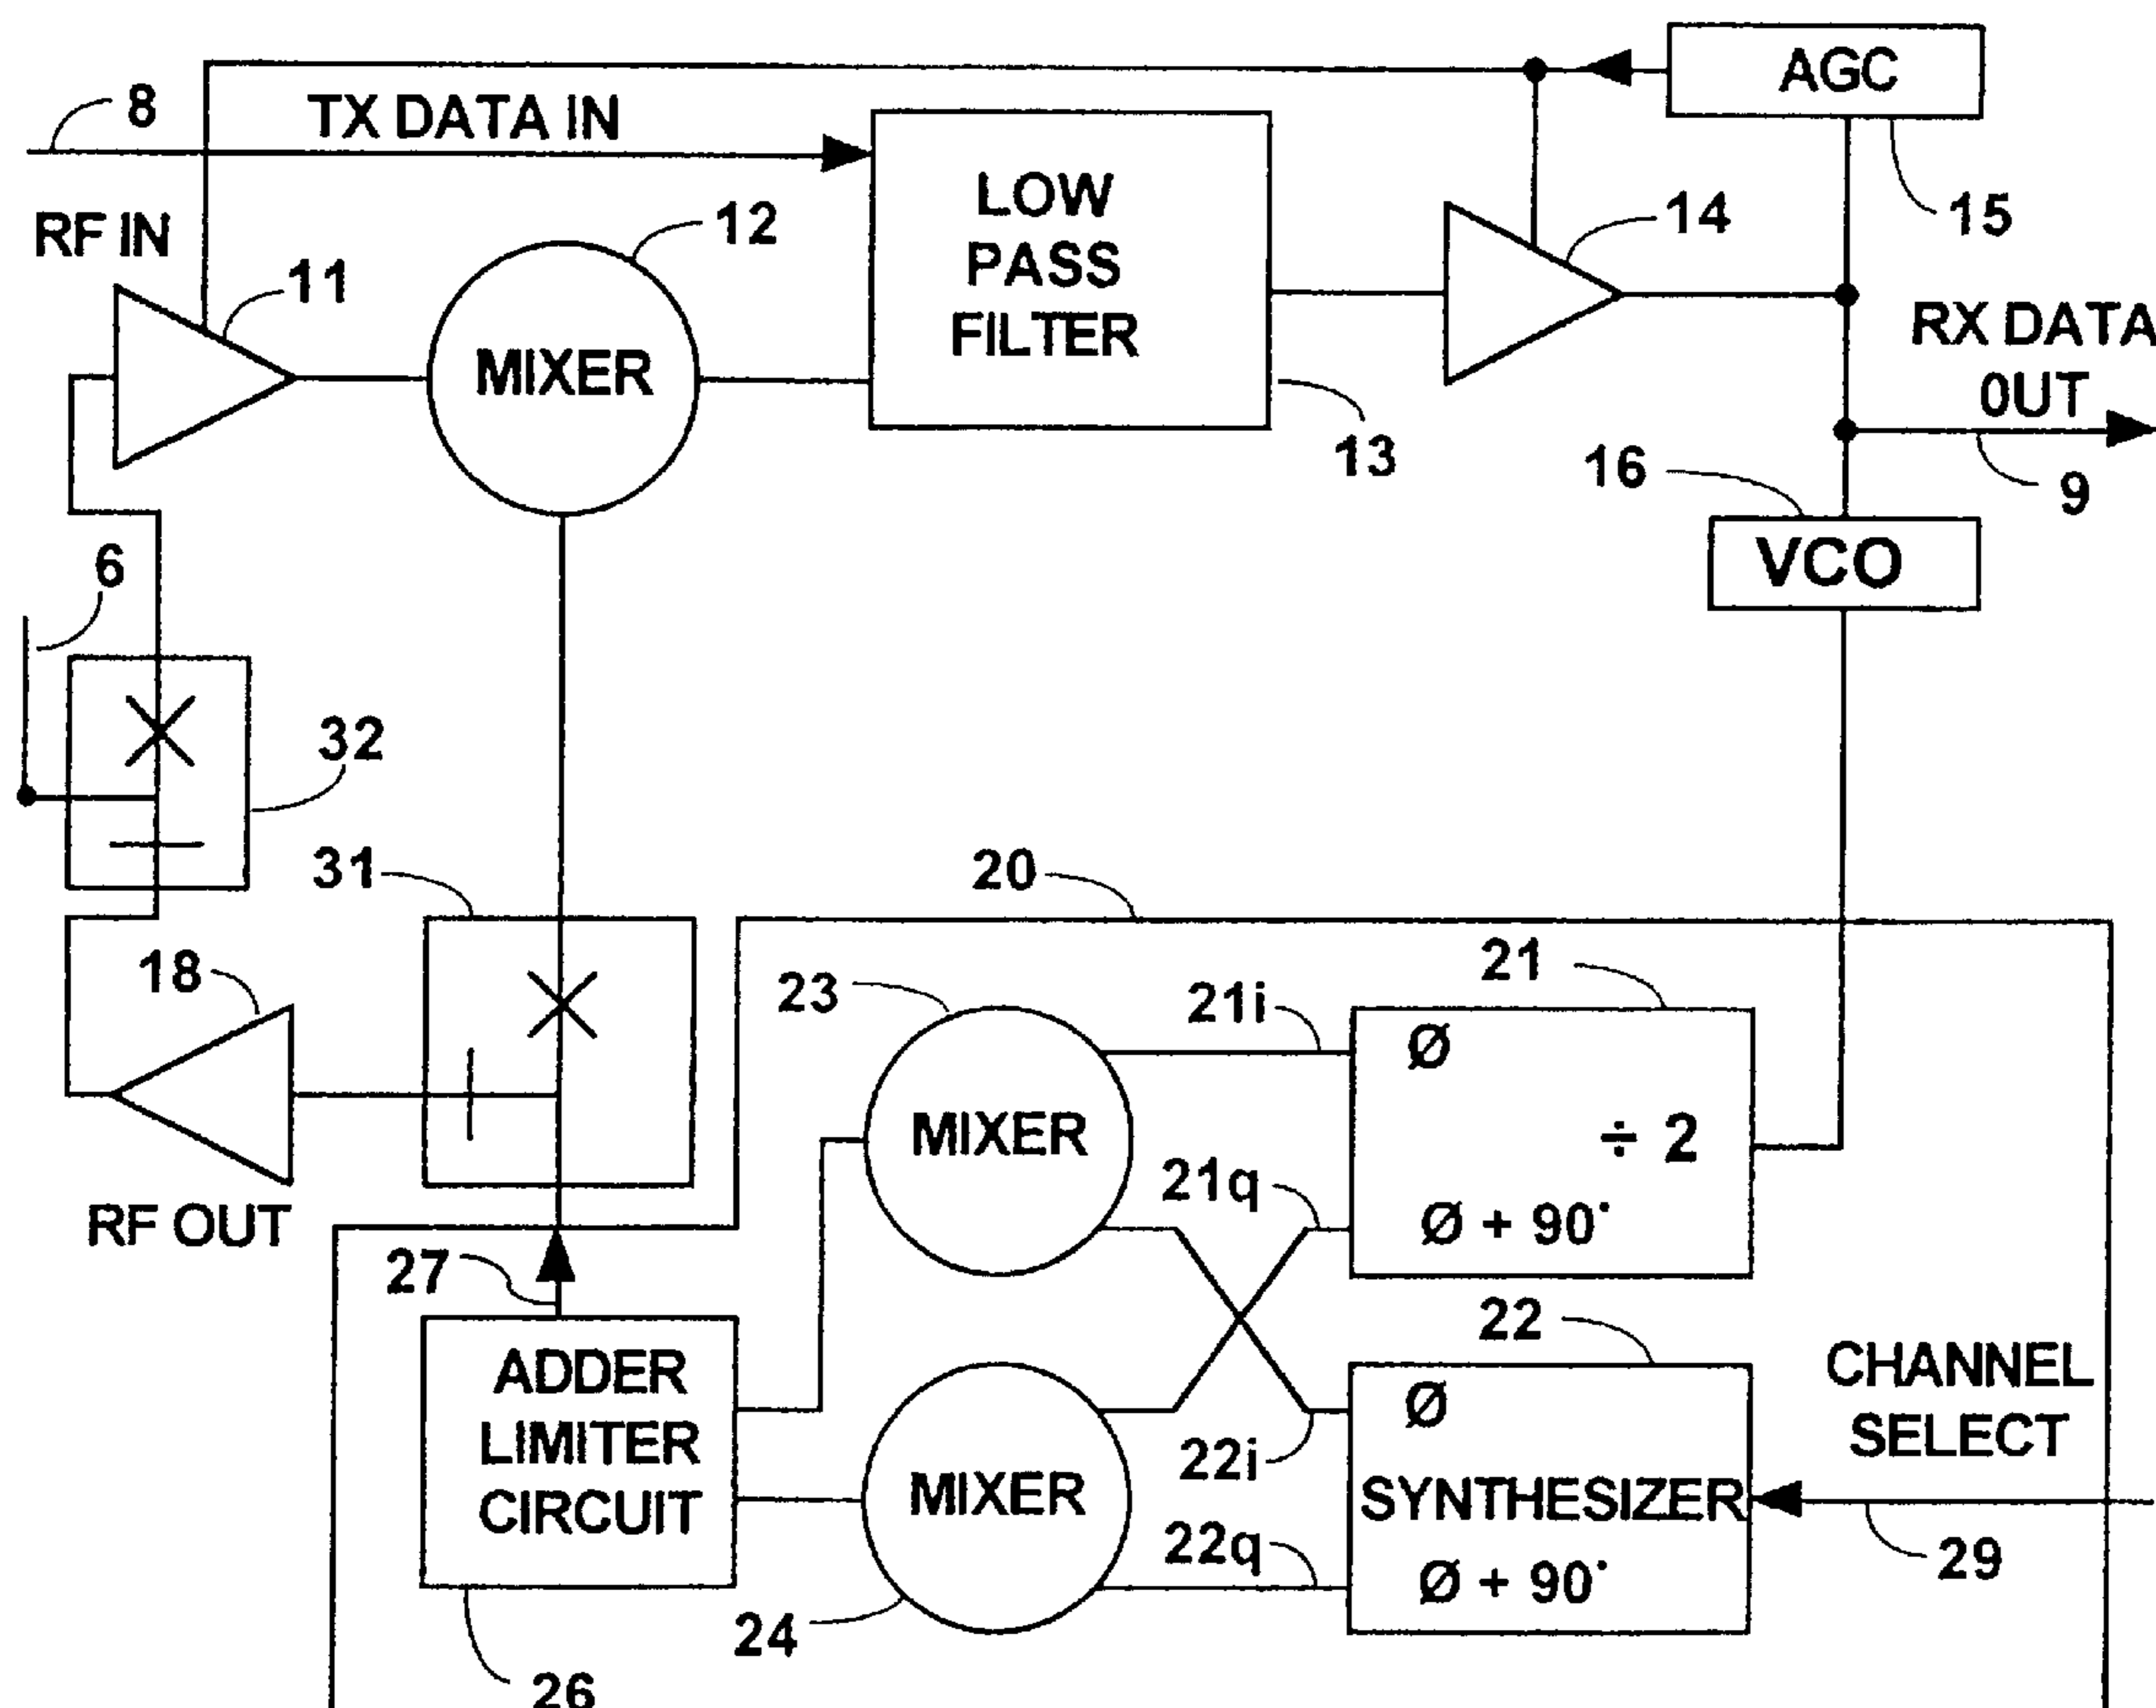 AGC
8
TX DATA IN
LOW
PASS
FILTER
12
14
15
RF IN
11
MIXER
RX DATA
0UT
13
16
9
6
VCO
32
31
20
18
23
21i
21
Ø
MIXER
÷ 2
21q
Ø + 90°
RF OUT
27
22
ADDER
LIMITER
CIRCUIT
Ø
CHANNEL
SELECT
22i
MIXER
SYNTHESIZER
22q
Ø + 90°
29
24
26